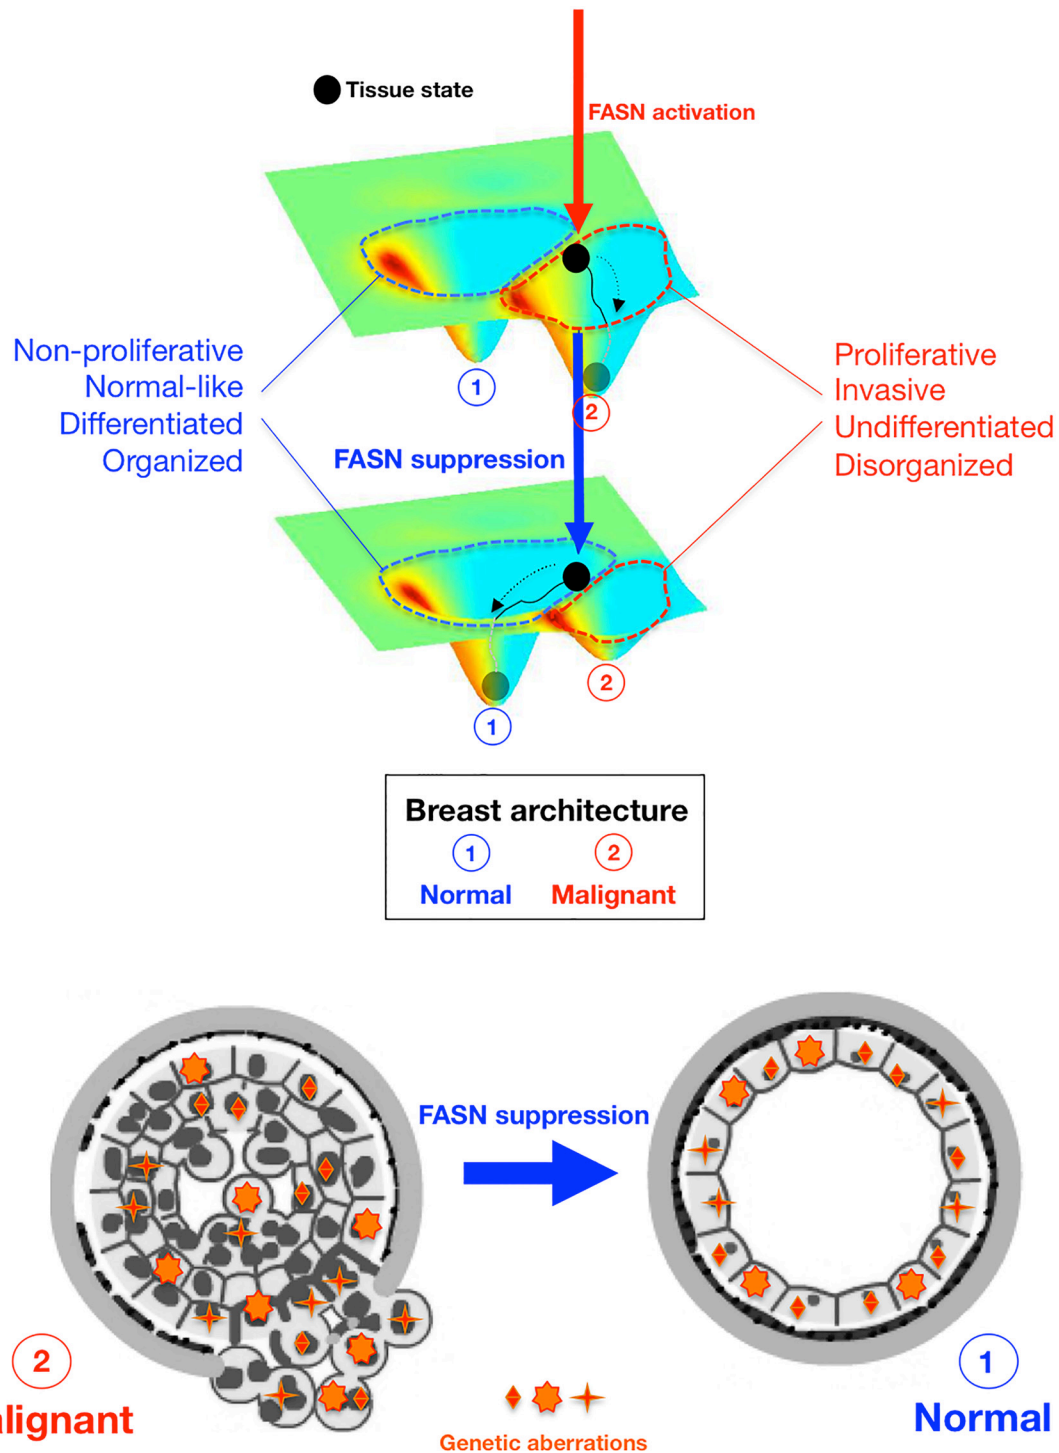 Tissue state
FASN activation
Non-proliferative
Normal-like
Differentiated
Organized
Proliferative
Invasive
Undifferentiated
Disorganized
1
2
FASN suppression
2
1
Breast architecture
1 2
Normal Malignant
FASN suppression
2
alignant
1
Normal
Genetic aberrations